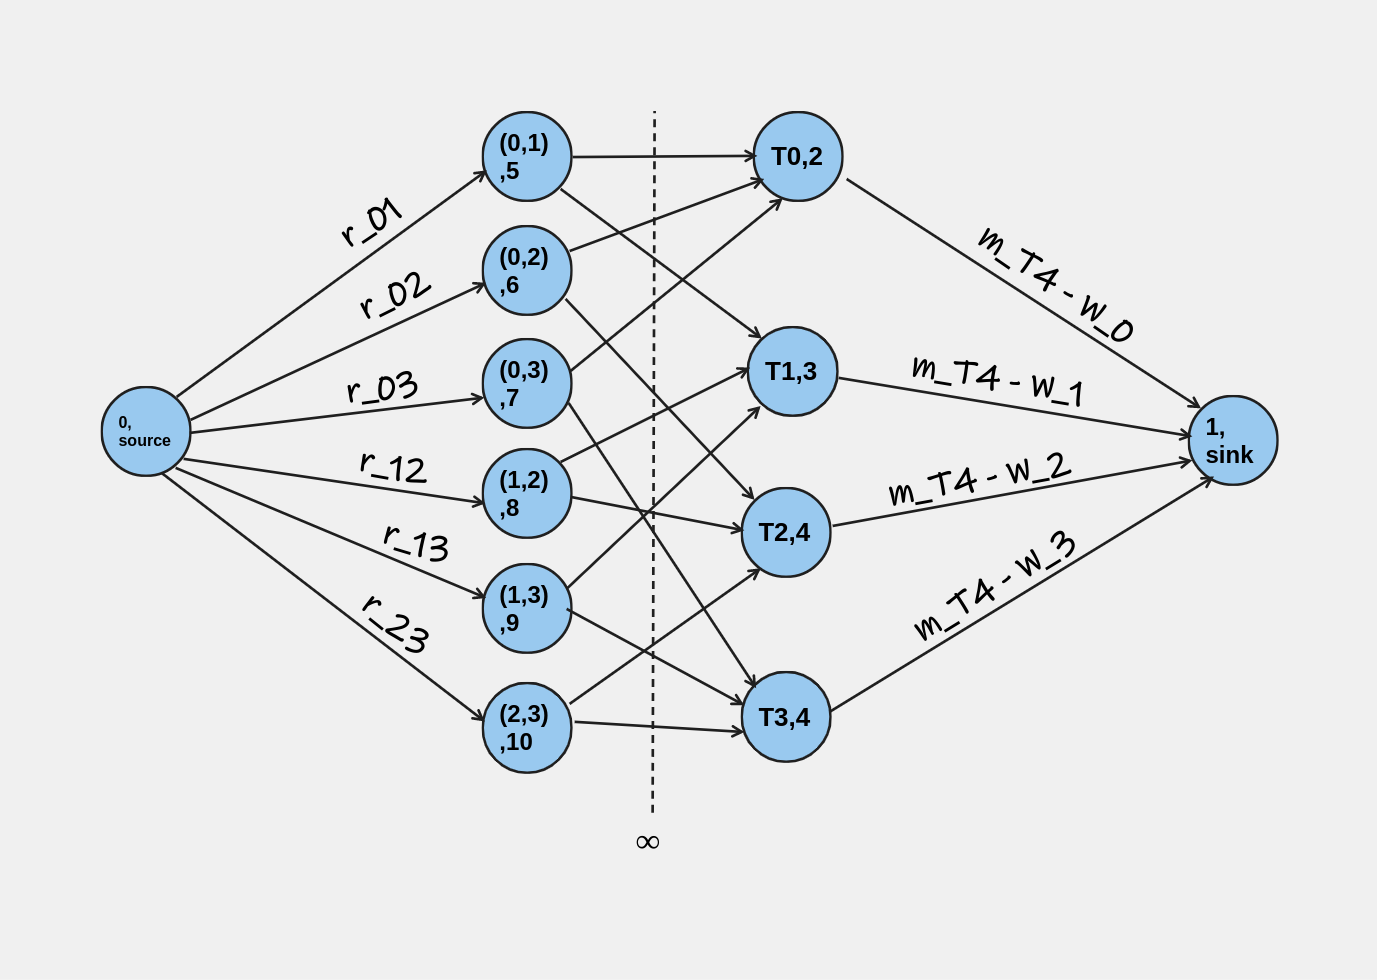 (0,1)
,5
T0,2
r_01
(0,2)
,6
m_T4 - w_0
r_02
(0,3)
,7
T1,3
m_T4 - w_1
r_03
0,
source
1,
sink
r_12
(1,2)
,8
m_T4 - w_2
T2,4
r_13
(1,3)
,9
m_T4 - w_3
r_23
(2,3)
,10
T3,4
∞